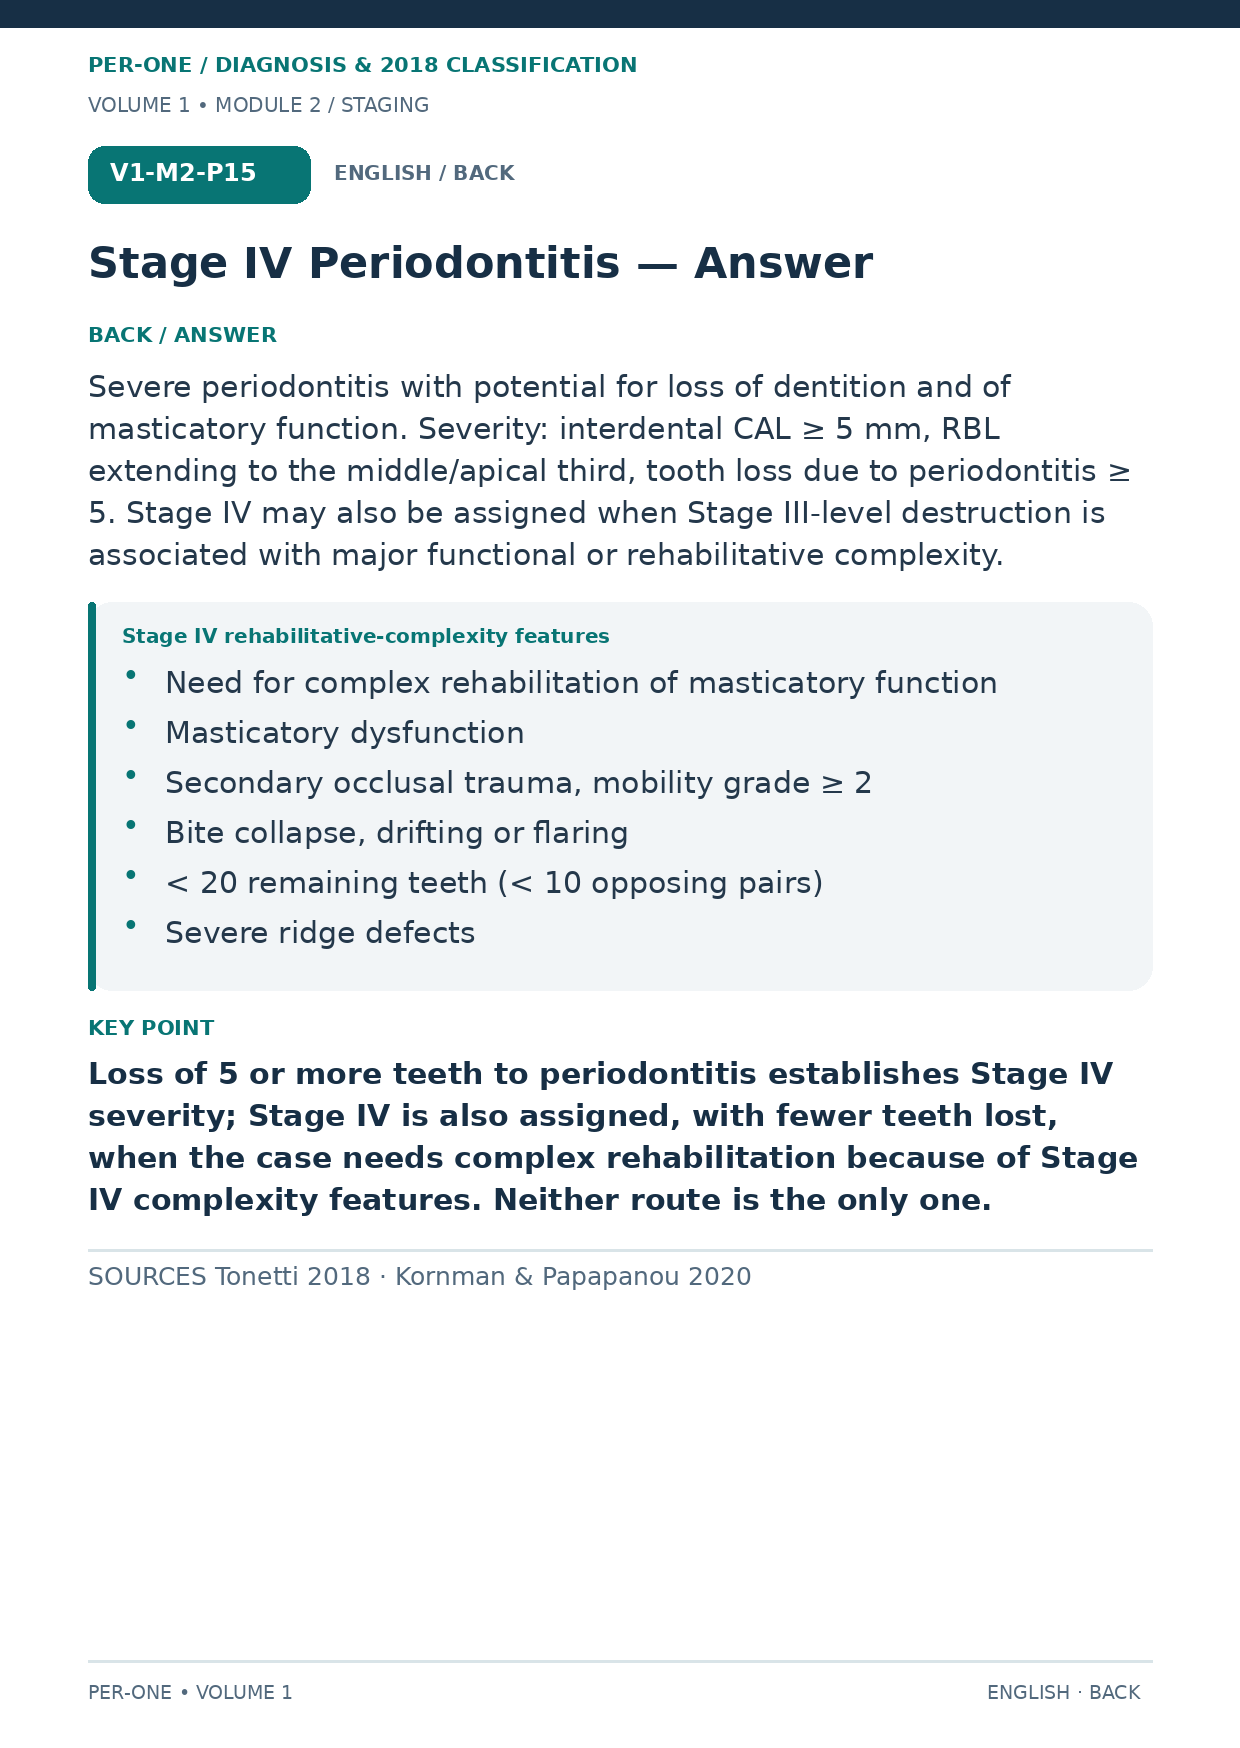 PER-ONE / DIAGNOSIS & 2018 CLASSIFICATION
VOLUME 1 • MODULE 2 / STAGING
V1-M2-P15
ENGLISH / BACK
Stage IV Periodontitis — Answer
BACK / ANSWER
Severe periodontitis with potential for loss of dentition and of
masticatory function. Severity: interdental CAL ≥ 5 mm, RBL
extending to the middle/apical third, tooth loss due to periodontitis ≥
5. Stage IV may also be assigned when Stage III-level destruction is
associated with major functional or rehabilitative complexity.
Stage IV rehabilitative-complexity features
• Need for complex rehabilitation of masticatory function
• Masticatory dysfunction
• Secondary occlusal trauma, mobility grade ≥ 2
• Bite collapse, drifting or flaring
• < 20 remaining teeth (< 10 opposing pairs)
• Severe ridge defects
KEY POINT
Loss of 5 or more teeth to periodontitis establishes Stage IV
severity; Stage IV is also assigned, with fewer teeth lost,
when the case needs complex rehabilitation because of Stage
IV complexity features. Neither route is the only one.
SOURCES Tonetti 2018 · Kornman & Papapanou 2020
PER-ONE • VOLUME 1
ENGLISH · BACK